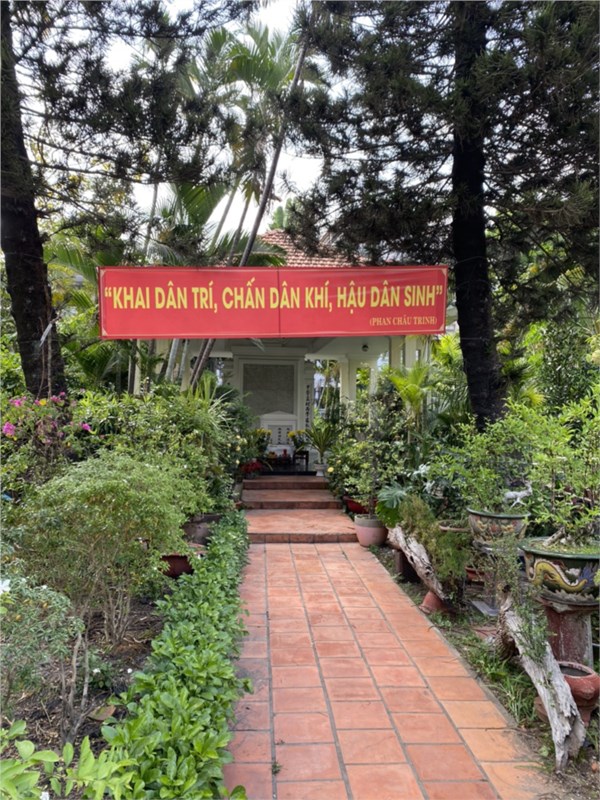 “KHAI DÂN TRÍ, CHẤN DÂN KHÍ, HẬU DÂN SINH”
(PHAN CHÂU TRINH)